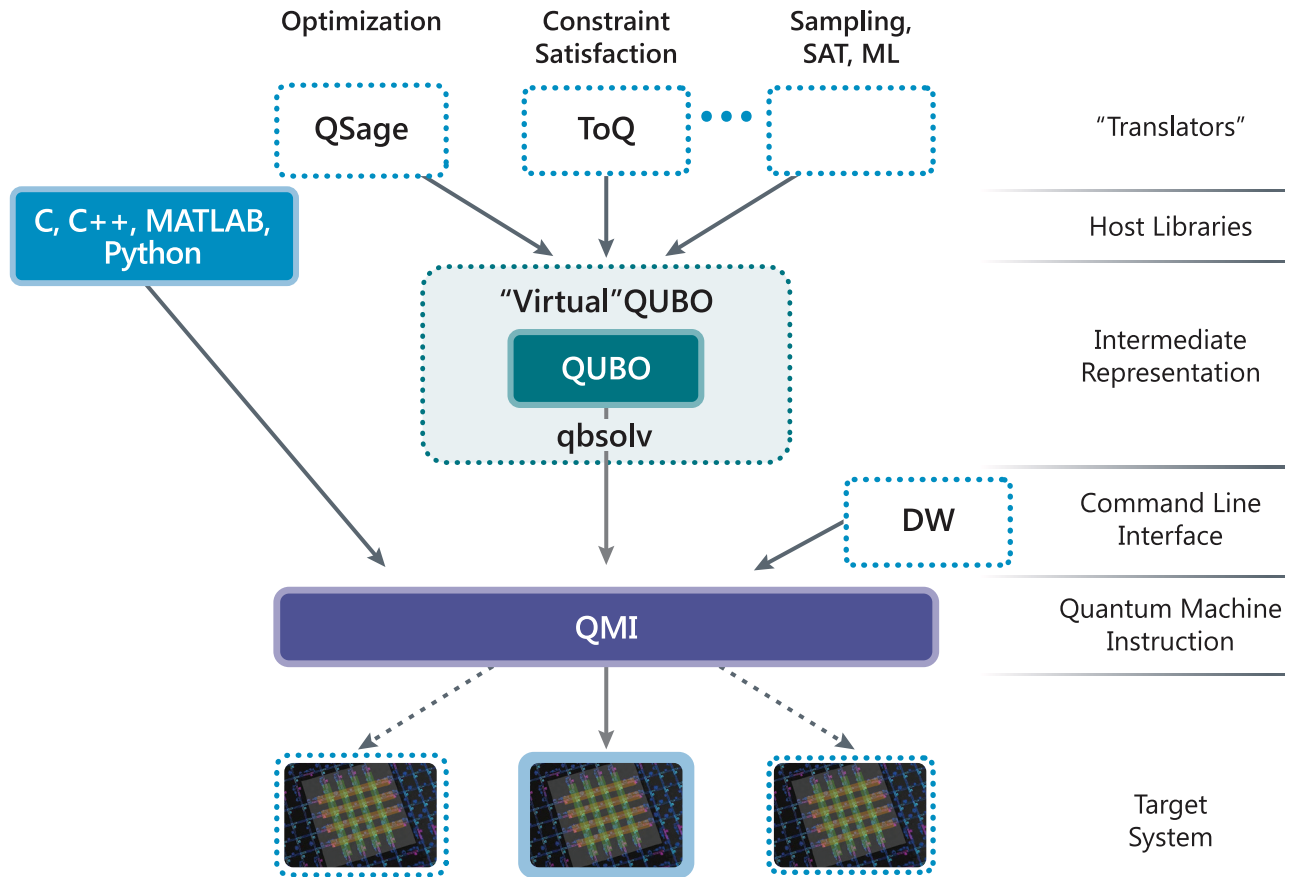 Optimization
Constraint
Satisfaction
Sampling,
SAT, ML
QSage
ToQ
“Translators”
C, C++, MATLAB,
Python
Host Libraries
“Virtual”QUBO
QUBO
qbsolv
Intermediate
Representation
DW
Command Line
Interface
QMI
Quantum Machine
Instruction
Target
System